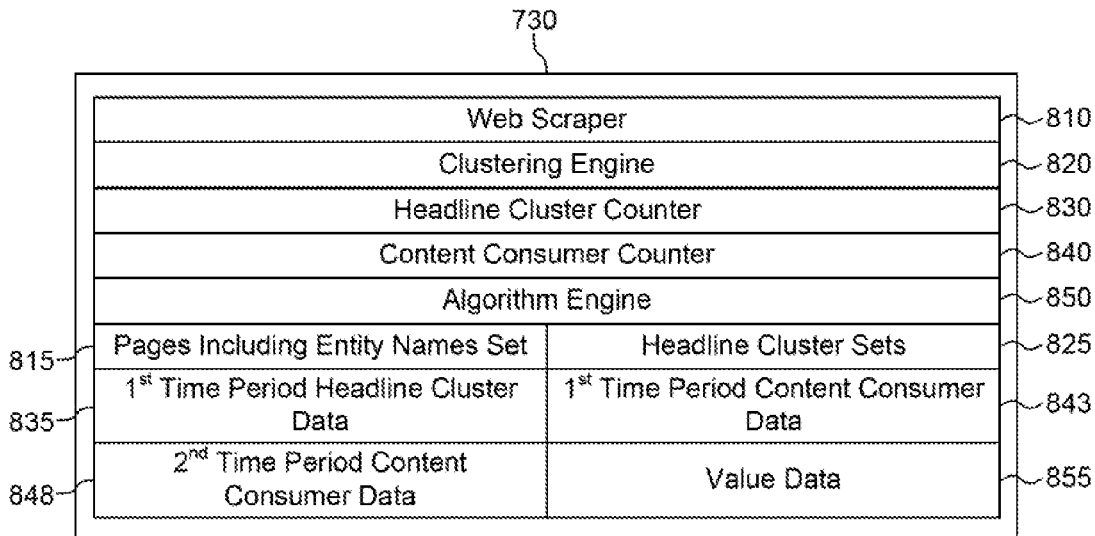 730
Web Scraper 810
Clustering Engine 820
Headline Cluster Counter 830
Content Consumer Counter 840
Algorithm Engine 850
815 Pages Including Entity Names Set Headline Cluster Sets 825
1st Time Period Headline Cluster 1st Time Period Content Consumer
835 Data Data 843
2nd Time Period Content
848 Consumer Data Value Data 855